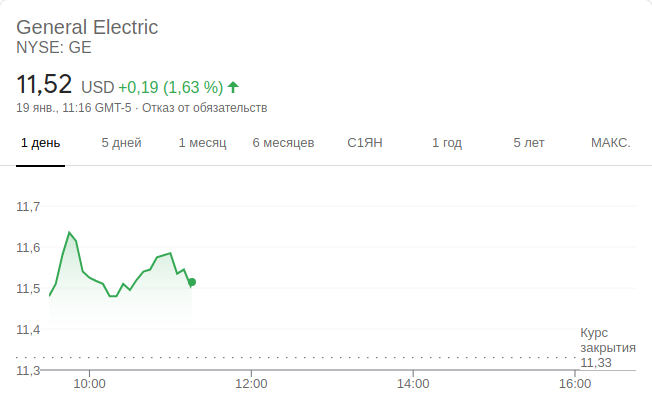 General Electric
NYSE: GE
11,52 USD +0,19 (1,63 %)
19 янв., 11:16 GMT-5 · Отказ от обязательств
1 день 5 дней 1 месяц 6 месяцев С1ЯН 1 год 5 лет МАКС.
11,7
11,6
11,5
11,4
Курс
закрытия
11,33
11,3
10:00 12:00 14:00 16:00